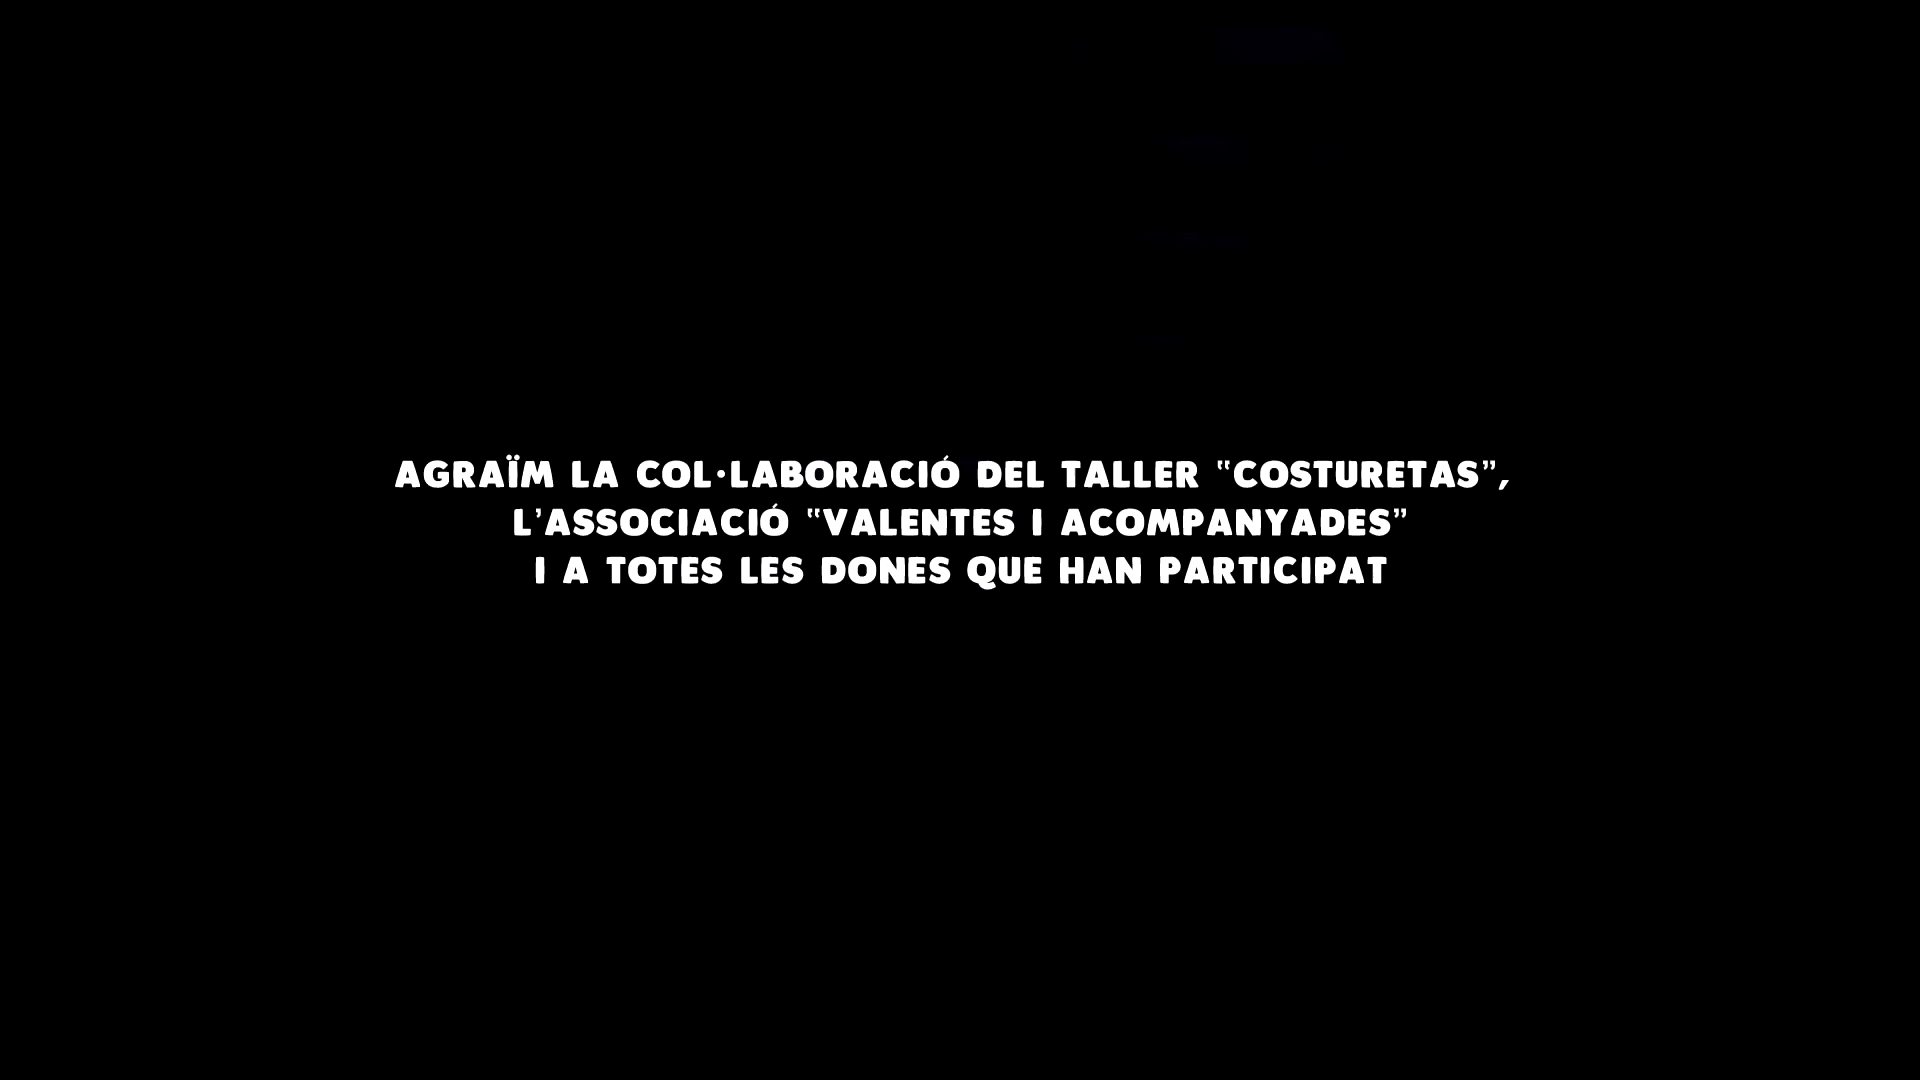 AGRAÏM LA COL·LABORACIÓ DEL TALLER “COSTURETAS”,
L’ASSOCIACIÓ “VALENTES I ACOMPANYADES”
I A TOTES LES DONES QUE HAN PARTICIPAT